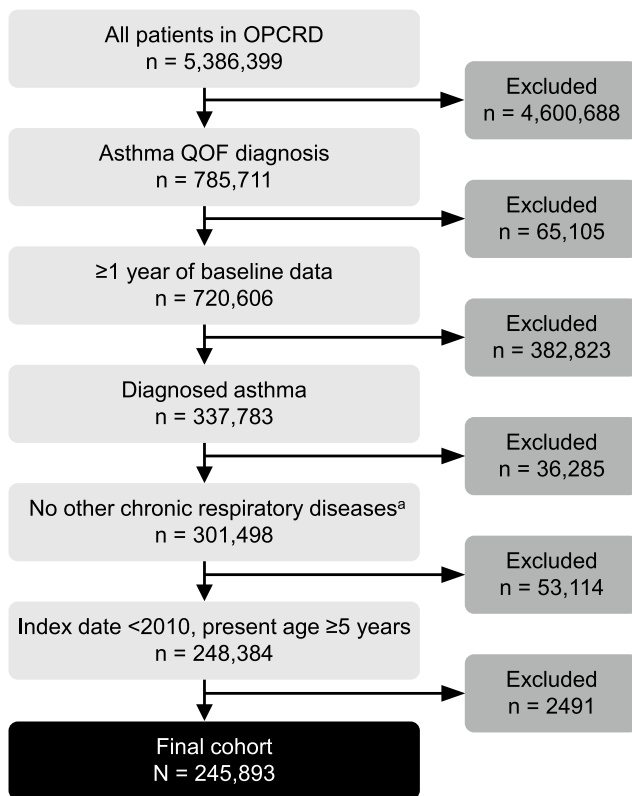 All patients in OPCRD
n = 5,386,399
Excluded
n = 4,600,688
Asthma QOF diagnosis
n = 785,711
Excluded
n = 65,105
≥1 year of baseline data
n = 720,606
Excluded
n = 382,823
Diagnosed asthma
n = 337,783
Excluded
n = 36,285
No other chronic respiratory diseasesᵃ
n = 301,498
Excluded
n = 53,114
Index date <2010, present age ≥5 years
n = 248,384
Excluded
n = 2491
Final cohort
N = 245,893